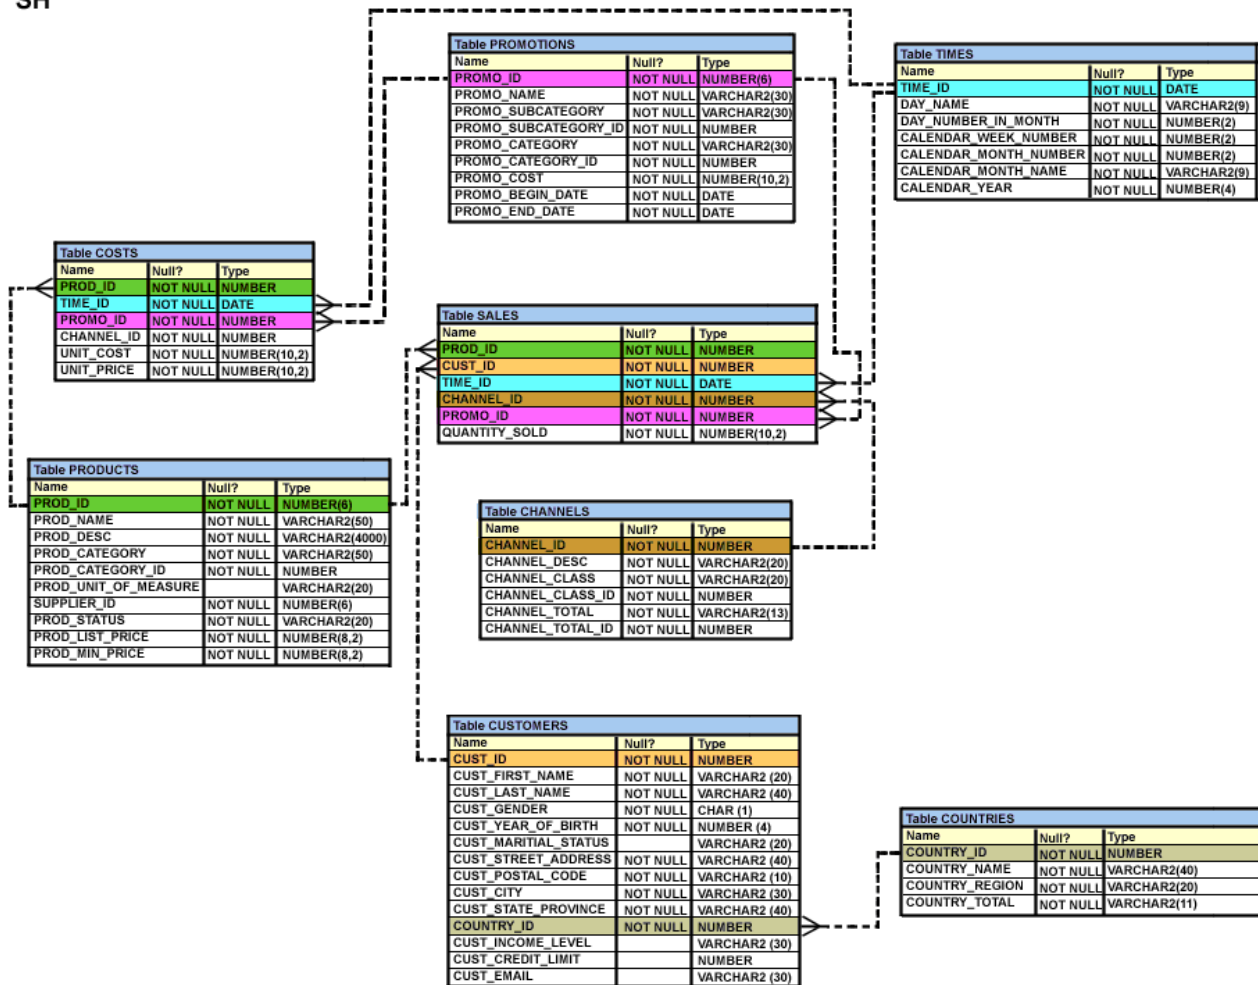 SH
Table PROMOTIONS
Name Null? Type
PROMO_ID NOT NULL NUMBER(6)
PROMO_NAME NOT NULL VARCHAR2(30)
PROMO_SUBCATEGORY NOT NULL VARCHAR2(30)
PROMO_SUBCATEGORY_ID NOT NULL NUMBER
PROMO_CATEGORY NOT NULL VARCHAR2(30)
PROMO_CATEGORY_ID NOT NULL NUMBER
PROMO_COST NOT NULL NUMBER(10,2)
PROMO_BEGIN_DATE NOT NULL DATE
PROMO_END_DATE NOT NULL DATE
Table TIMES
Name Null? Type
TIME_ID NOT NULL DATE
DAY_NAME NOT NULL VARCHAR2(9)
DAY_NUMBER_IN_MONTH NOT NULL NUMBER(2)
CALENDAR_WEEK_NUMBER NOT NULL NUMBER(2)
CALENDAR_MONTH_NUMBER NOT NULL NUMBER(2)
CALENDAR_MONTH_NAME NOT NULL VARCHAR2(9)
CALENDAR_YEAR NOT NULL NUMBER(4)
Table COSTS
Name Null? Type
PROD_ID NOT NULL NUMBER
TIME_ID NOT NULL DATE
PROMO_ID NOT NULL NUMBER
CHANNEL_ID NOT NULL NUMBER
UNIT_COST NOT NULL NUMBER(10,2)
UNIT_PRICE NOT NULL NUMBER(10,2)
Table SALES
Name Null? Type
PROD_ID NOT NULL NUMBER
CUST_ID NOT NULL NUMBER
TIME_ID NOT NULL DATE
CHANNEL_ID NOT NULL NUMBER
PROMO_ID NOT NULL NUMBER
QUANTITY_SOLD NOT NULL NUMBER(10,2)
Table PRODUCTS
Name Null? Type
PROD_ID NOT NULL NUMBER(6)
PROD_NAME NOT NULL VARCHAR2(50)
PROD_DESC NOT NULL VARCHAR2(4000)
PROD_CATEGORY NOT NULL VARCHAR2(50)
PROD_CATEGORY_ID NOT NULL NUMBER
PROD_UNIT_OF_MEASURE VARCHAR2(20)
SUPPLIER_ID NOT NULL NUMBER(6)
PROD_STATUS NOT NULL VARCHAR2(20)
PROD_LIST_PRICE NOT NULL NUMBER(8,2)
PROD_MIN_PRICE NOT NULL NUMBER(8,2)
Table CHANNELS
Name Null? Type
CHANNEL_ID NOT NULL NUMBER
CHANNEL_DESC NOT NULL VARCHAR2(20)
CHANNEL_CLASS NOT NULL VARCHAR2(20)
CHANNEL_CLASS_ID NOT NULL NUMBER
CHANNEL_TOTAL NOT NULL VARCHAR2(13)
CHANNEL_TOTAL_ID NOT NULL NUMBER
Table CUSTOMERS
Name Null? Type
CUST_ID NOT NULL NUMBER
CUST_FIRST_NAME NOT NULL VARCHAR2 (20)
CUST_LAST_NAME NOT NULL VARCHAR2 (40)
CUST_GENDER NOT NULL CHAR (1)
CUST_YEAR_OF_BIRTH NOT NULL NUMBER (4)
CUST_MARITIAL_STATUS VARCHAR2 (20)
CUST_STREET_ADDRESS NOT NULL VARCHAR2 (40)
CUST_POSTAL_CODE NOT NULL VARCHAR2 (10)
CUST_CITY NOT NULL VARCHAR2 (30)
CUST_STATE_PROVINCE NOT NULL VARCHAR2 (40)
COUNTRY_ID NOT NULL NUMBER
CUST_INCOME_LEVEL VARCHAR2 (30)
CUST_CREDIT_LIMIT NUMBER
CUST_EMAIL VARCHAR2 (30)
Table COUNTRIES
Name Null? Type
COUNTRY_ID NOT NULL NUMBER
COUNTRY_NAME NOT NULL VARCHAR2(40)
COUNTRY_REGION NOT NULL VARCHAR2(20)
COUNTRY_TOTAL NOT NULL VARCHAR2(11)